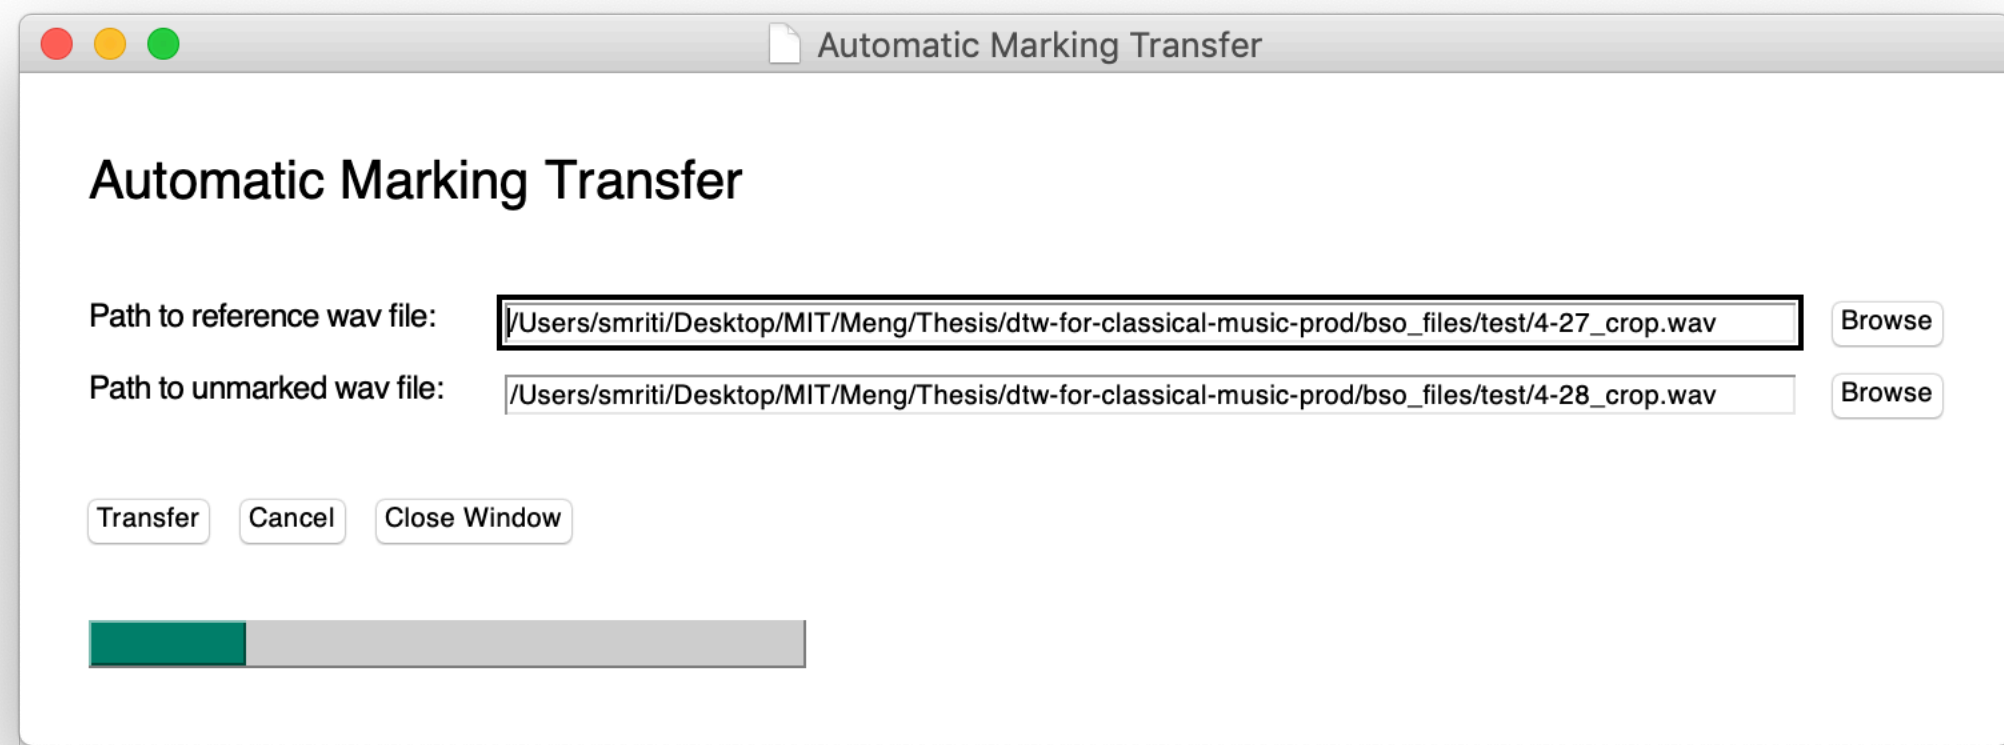 Automatic Marking Transfer
Automatic Marking Transfer
Path to reference wav file: /Users/smriti/Desktop/MIT/Meng/Thesis/dtw-for-classical-music-prod/bso_files/test/4-27_crop.wav Browse
Path to unmarked wav file: /Users/smriti/Desktop/MIT/Meng/Thesis/dtw-for-classical-music-prod/bso_files/test/4-28_crop.wav Browse
Transfer Cancel Close Window